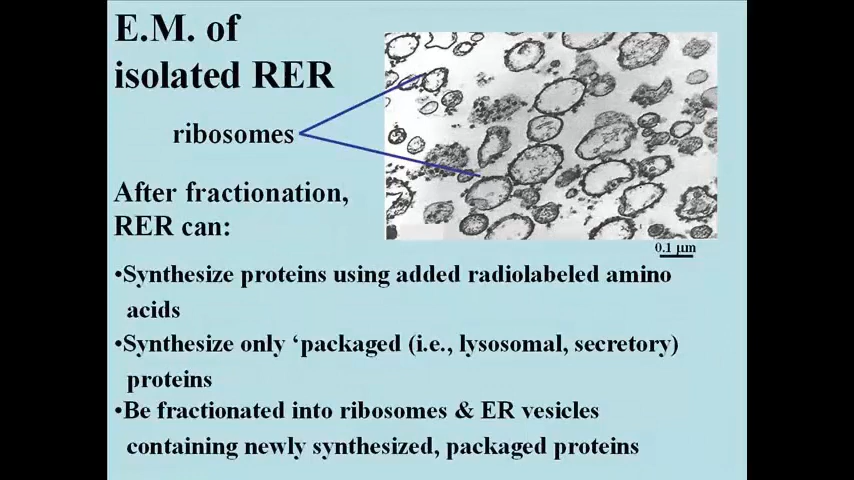 E.M. of
isolated RER
ribosomes
After fractionation,
RER can:
0.1 µm
•Synthesize proteins using added radiolabeled amino
acids
•Synthesize only ‘packaged (i.e., lysosomal, secretory)
proteins
•Be fractionated into ribosomes & ER vesicles
containing newly synthesized, packaged proteins